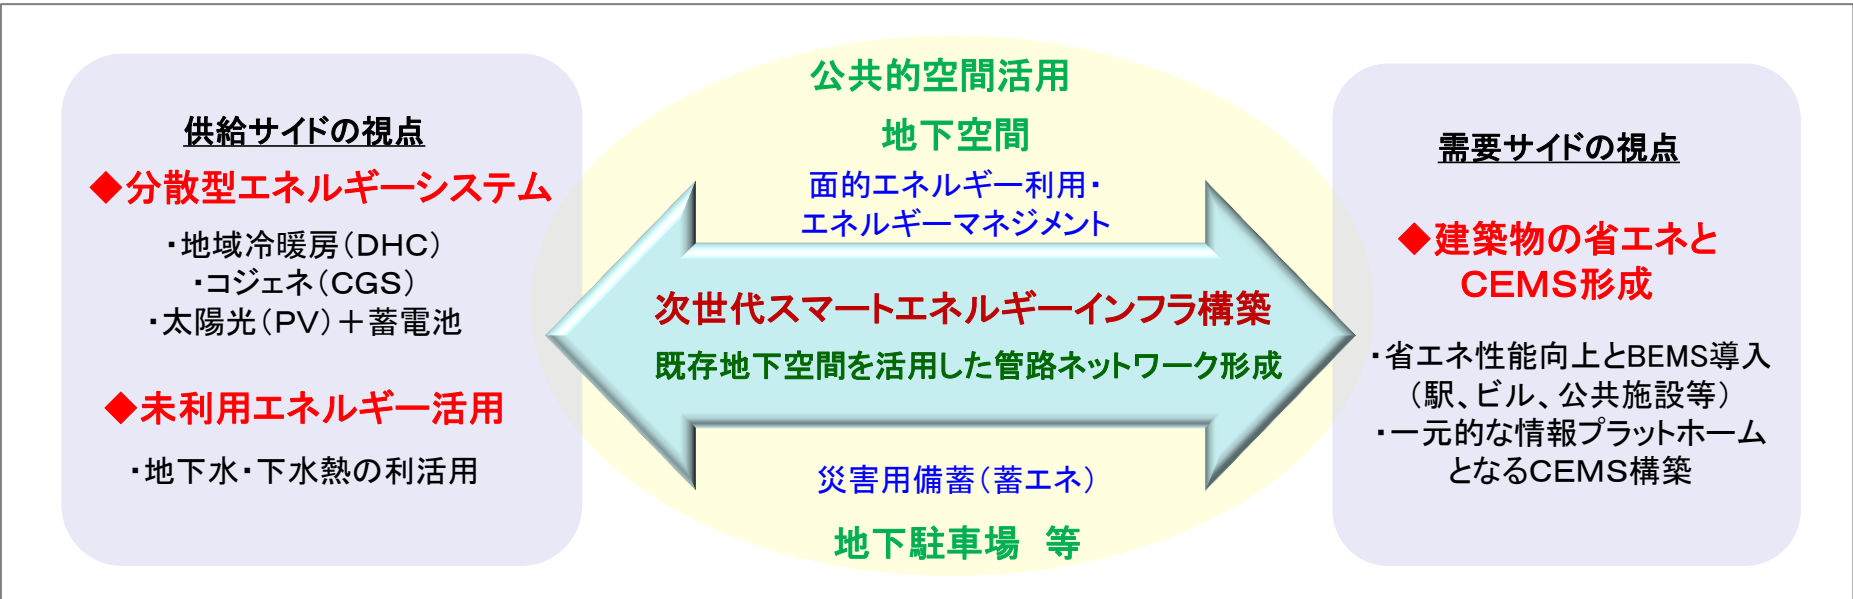 供給サイドの視点
◆分散型エネルギーシステム
・地域冷暖房（DHC）
・コジェネ（CGS）
・太陽光（PV）＋蓄電池
◆未利用エネルギー活用
・地下水・下水熱の利活用
公共的空間活用
地下空間
面的エネルギー利用・
エネルギーマネジメント
次世代スマートエネルギーインフラ構築
既存地下空間を活用した管路ネットワーク形成
災害用備蓄（蓄エネ）
地下駐車場　等
需要サイドの視点
◆建築物の省エネと
CEMS形成
・省エネ性能向上とBEMS導入
（駅、ビル、公共施設等）
・一元的な情報プラットホーム
となるCEMS構築